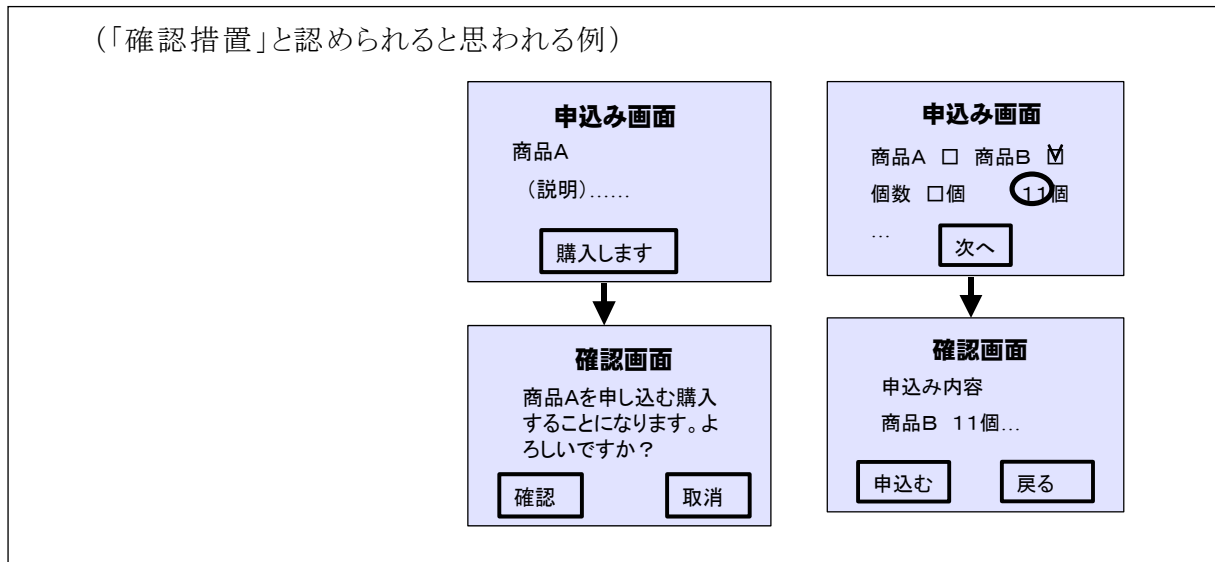 (「確認措置」と認められると思われる例)
申込み画面
商品A
(説明)……
購入します
確認画面
商品Aを申し込む購入
することになります。よ
ろしいですか?
確認
取消
申込み画面
商品A □ 商品B ☑
個数 □個 11個
…
次へ
確認画面
申込み内容
商品B 11個…
申込む
戻る